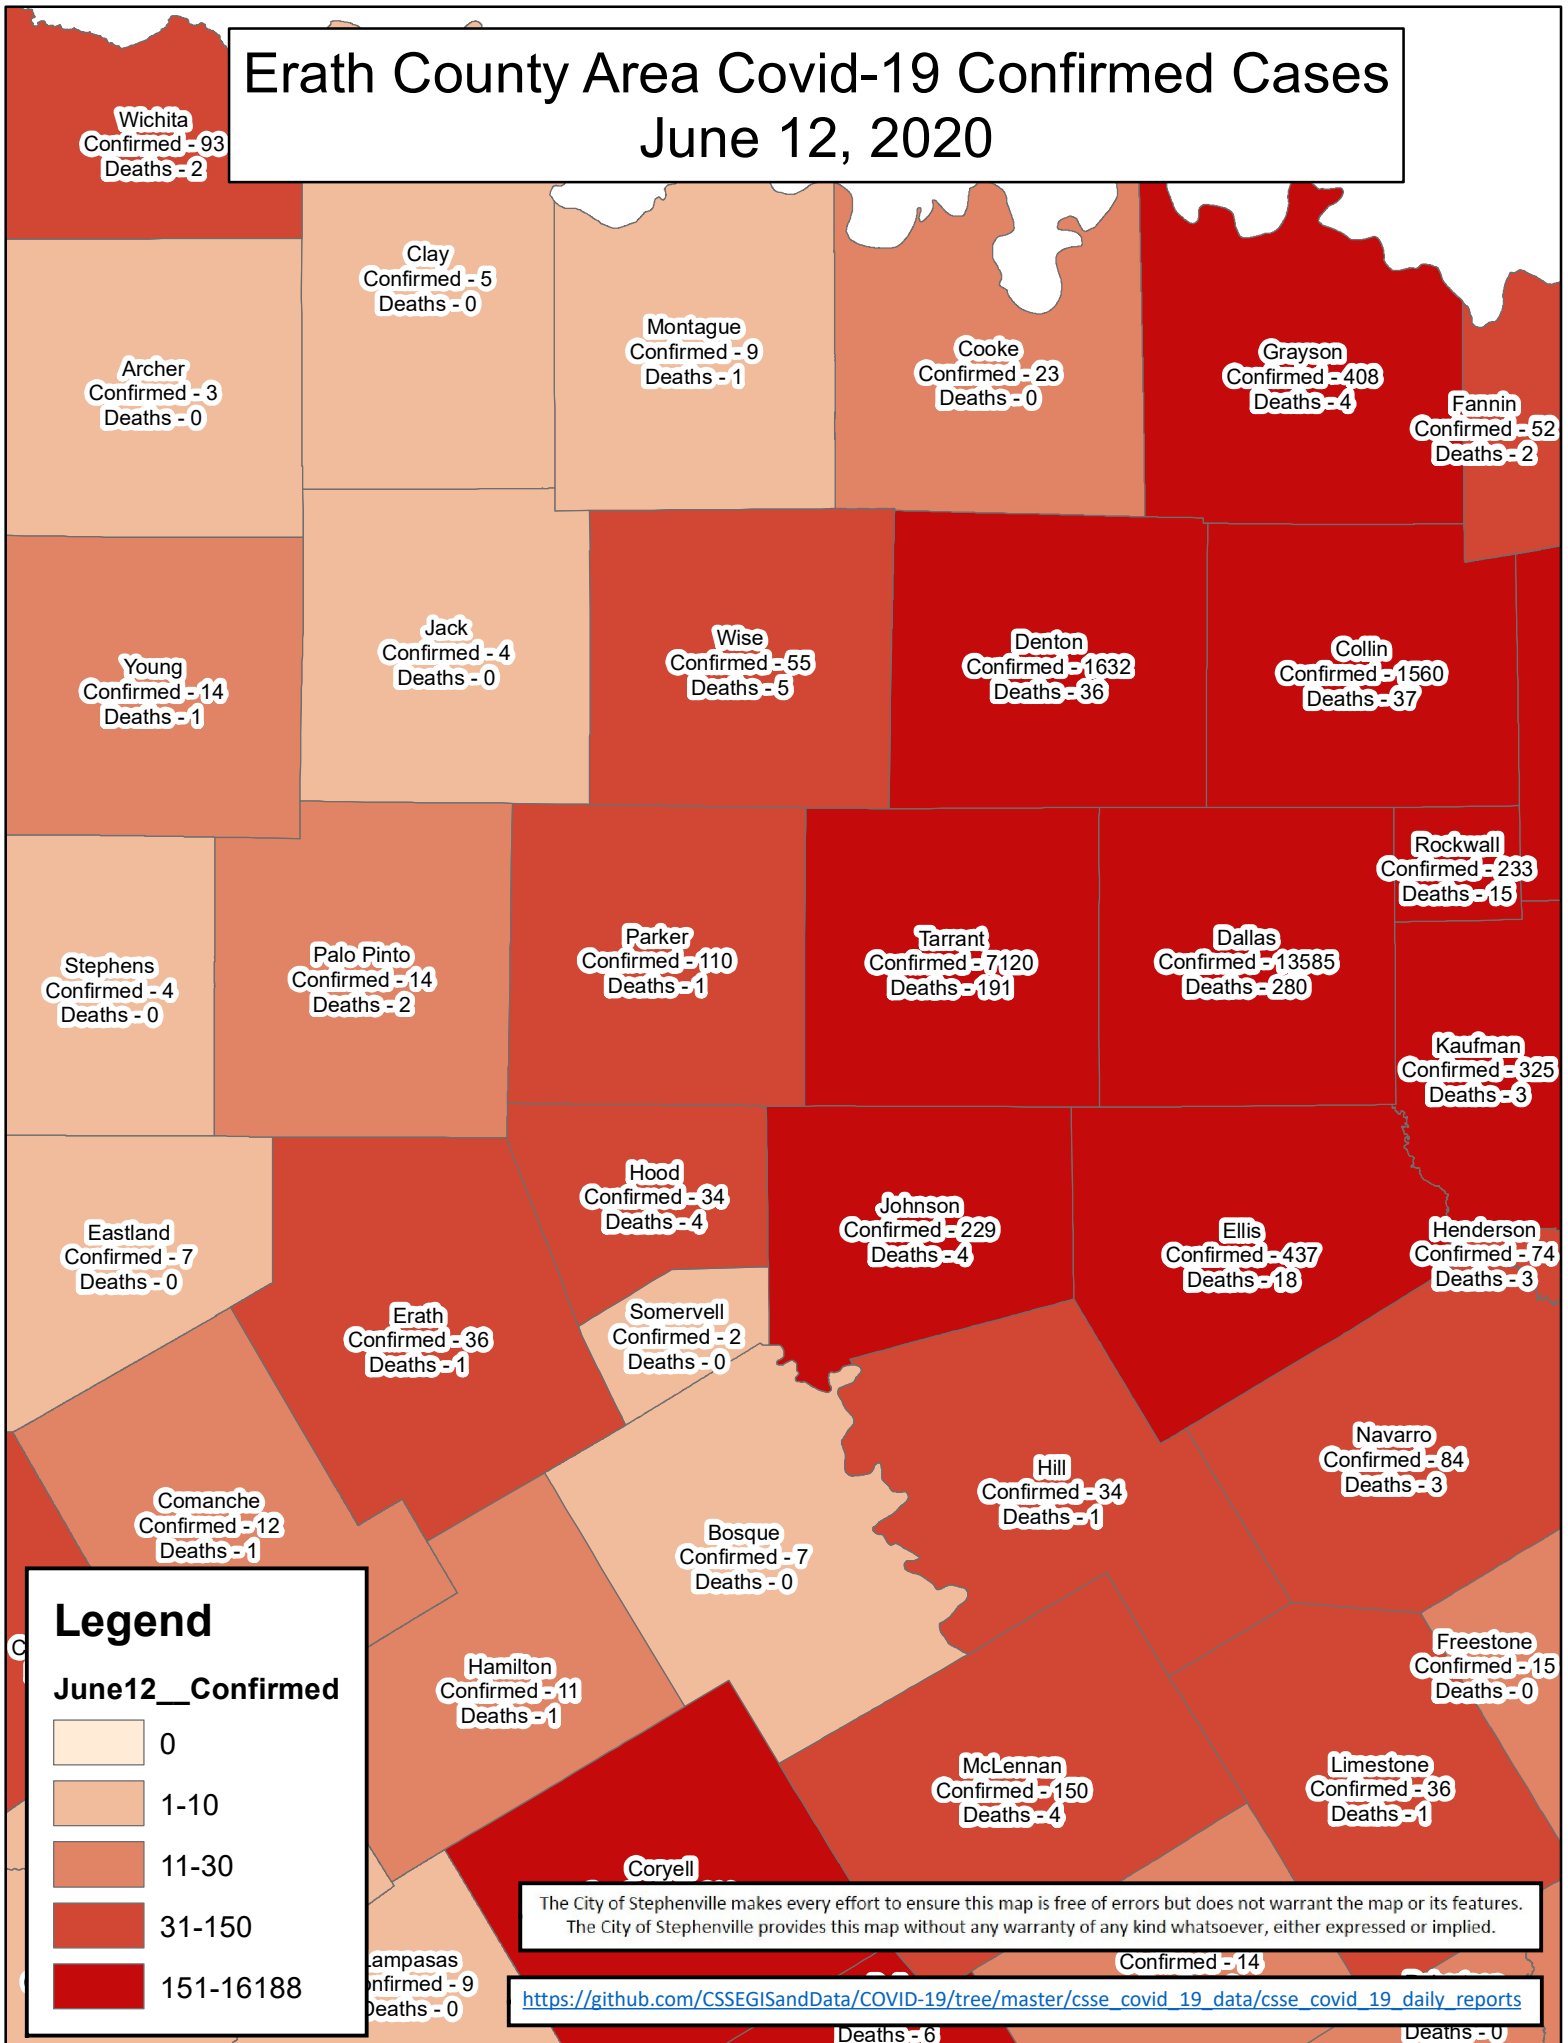 Erath County Area Covid-19 Confirmed Cases
June 12, 2020
Wichita
Confirmed - 93
Deaths - 2
Clay
Confirmed - 5
Deaths - 0
Montague
Confirmed - 9
Deaths - 1
Cooke
Confirmed - 23
Deaths - 0
Grayson
Confirmed - 408
Deaths - 4
Archer
Confirmed - 3
Deaths - 0
Fannin
Confirmed - 52
Deaths - 2
Young
Confirmed - 14
Deaths - 1
Jack
Confirmed - 4
Deaths - 0
Wise
Confirmed - 55
Deaths - 5
Denton
Confirmed - 1632
Deaths - 36
Collin
Confirmed - 1560
Deaths - 37
Rockwall
Confirmed - 233
Deaths - 15
Stephens
Confirmed - 4
Deaths - 0
Palo Pinto
Confirmed - 14
Deaths - 2
Parker
Confirmed - 110
Deaths - 1
Tarrant
Confirmed - 7120
Deaths - 191
Dallas
Confirmed - 13585
Deaths - 280
Kaufman
Confirmed - 325
Deaths - 3
Eastland
Confirmed - 7
Deaths - 0
Hood
Confirmed - 34
Deaths - 4
Johnson
Confirmed - 229
Deaths - 4
Ellis
Confirmed - 437
Deaths - 18
Henderson
Confirmed - 74
Deaths - 3
Erath
Confirmed - 36
Deaths - 1
Somervell
Confirmed - 2
Deaths - 0
Comanche
Confirmed - 12
Deaths - 1
Bosque
Confirmed - 7
Deaths - 0
Hill
Confirmed - 34
Deaths - 1
Navarro
Confirmed - 84
Deaths - 3
Hamilton
Confirmed - 11
Deaths - 1
Freestone
Confirmed - 15
Deaths - 0
McLennan
Confirmed - 150
Deaths - 4
Limestone
Confirmed - 36
Deaths - 1
Coryell
Legend
June12__Confirmed
0
1-10
11-30
31-150
151-16188
The City of Stephenville makes every effort to ensure this map is free of errors but does not warrant the map or its features.
The City of Stephenville provides this map without any warranty of any kind whatsoever, either expressed or implied.
ampasas
nfirmed - 9
Deaths - 0
Confirmed - 14
https://github.com/CSSEGISandData/COVID-19/tree/master/csse_covid_19_data/csse_covid_19_daily_reports
Deaths - 6
Deaths - 0